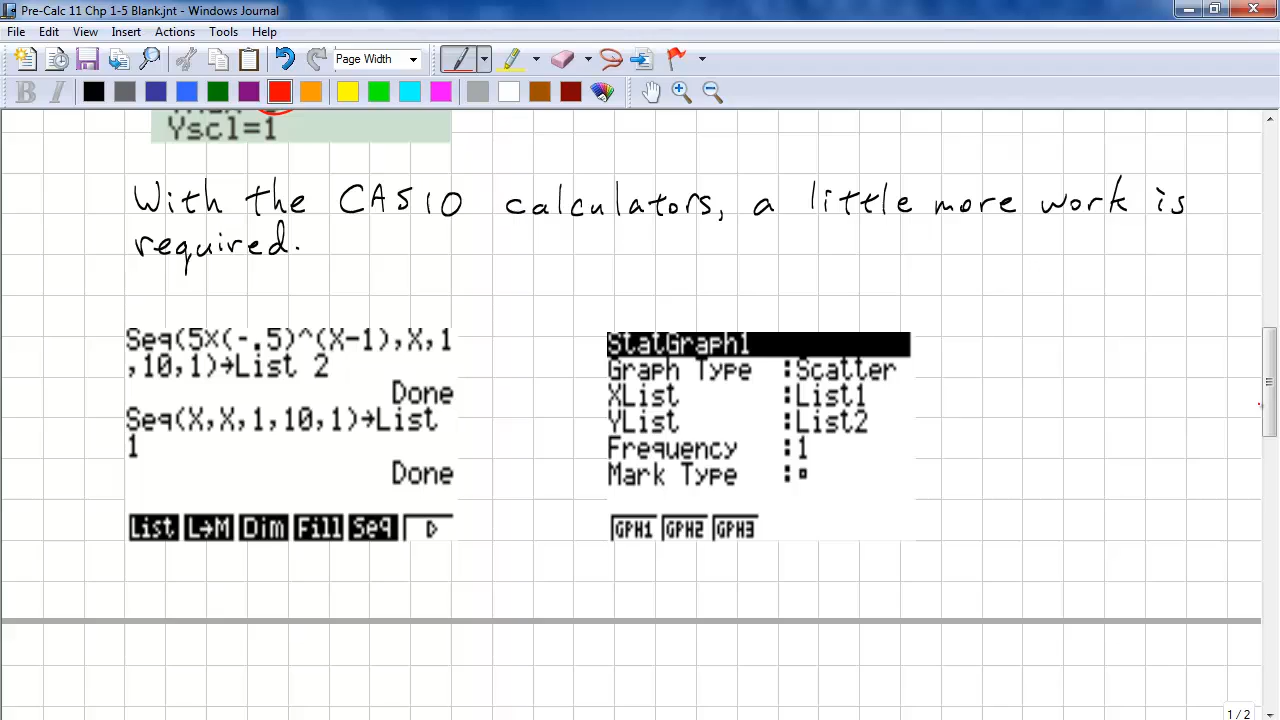 Pre-Calc 11 Chp 1-5 Blank.jnt - Windows Journal
File Edit View Insert Actions Tools Help
Page Width
B I
Yscl=1
With the CASIO calculators, a little more work is
required.
Seq(5×(-.5)^(X-1),X,1
,10,1)→List 2
Done
Seq(X,X,1,10,1)→List
1
Done
List L→M Dim Fill Seq ▷
StatGraph1
Graph Type :Scatter
XList :List1
YList :List2
Frequency :1
Mark Type :▫
GPH1 GPH2 GPH3
1/2